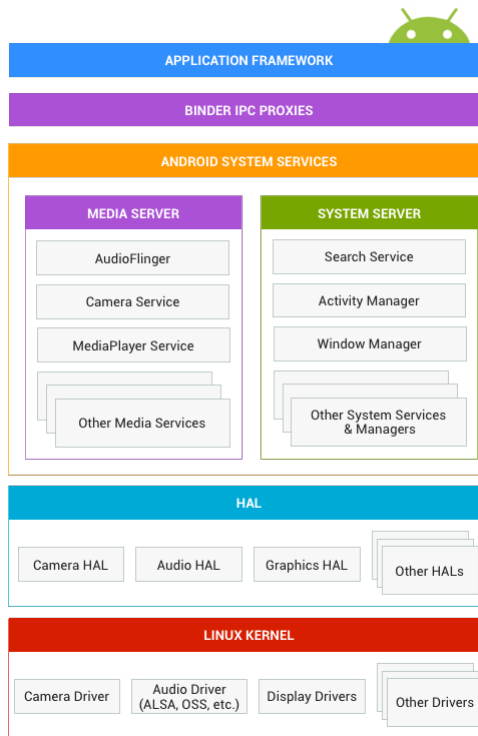 APPLICATION FRAMEWORK
BINDER IPC PROXIES
ANDROID SYSTEM SERVICES
MEDIA SERVER
AudioFlinger
Camera Service
MediaPlayer Service
Other Media Services
SYSTEM SERVER
Search Service
Activity Manager
Window Manager
Other System Services
& Managers
HAL
Camera HAL
Audio HAL
Graphics HAL
Other HALs
LINUX KERNEL
Camera Driver
Audio Driver
(ALSA, OSS, etc.)
Display Drivers
Other Drivers